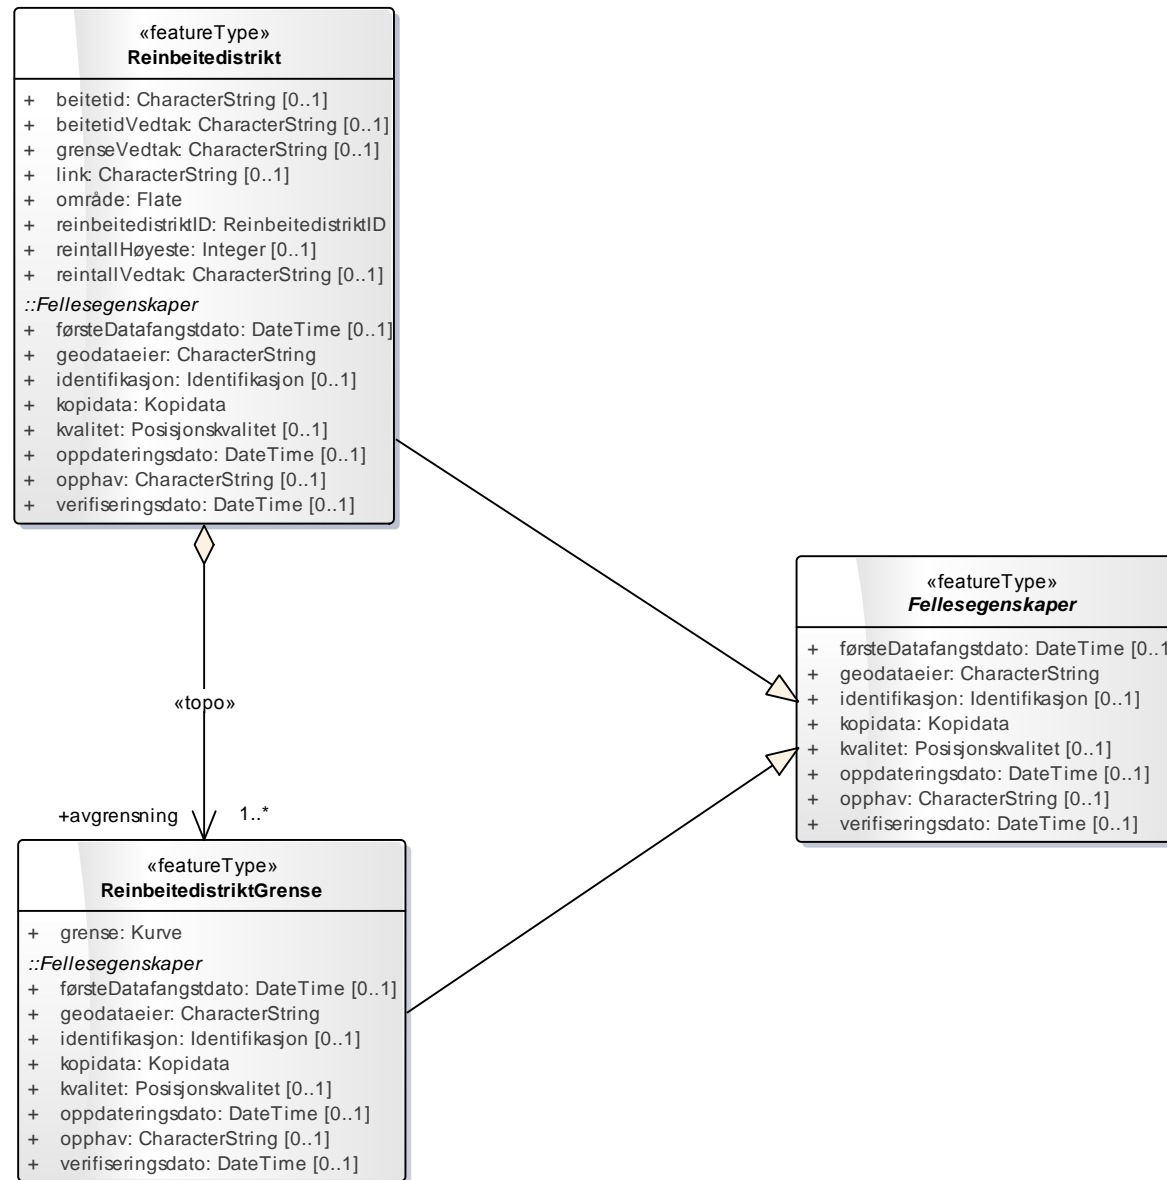 «featureType»
Reinbeitedistrikt
+ beitetid: CharacterString [0..1]
+ beitetidVedtak: CharacterString [0..1]
+ grenseVedtak: CharacterString [0..1]
+ link: CharacterString [0..1]
+ område: Flate
+ reinbeitedistriktID: ReinbeitedistriktID
+ reintallHøyeste: Integer [0..1]
+ reintallVedtak: CharacterString [0..1]
::Fellesegenskaper
+ førsteDatafangstdato: DateTime [0..1]
+ geodataeier: CharacterString
+ identifikasjon: Identifikasjon [0..1]
+ kopidata: Kopidata
+ kvalitet: Posisjonskvalitet [0..1]
+ oppdateringsdato: DateTime [0..1]
+ opphav: CharacterString [0..1]
+ verifiseringsdato: DateTime [0..1]
«featureType»
Fellesegenskaper
+ førsteDatafangstdato: DateTime [0..1
+ geodataeier: CharacterString
+ identifikasjon: Identifikasjon [0..1]
+ kopidata: Kopidata
+ kvalitet: Posisjonskvalitet [0..1]
+ oppdateringsdato: DateTime [0..1]
+ opphav: CharacterString [0..1]
+ verifiseringsdato: DateTime [0..1]
«topo»
+avgrensning 1..*
«featureType»
ReinbeitedistriktGrense
+ grense: Kurve
::Fellesegenskaper
+ førsteDatafangstdato: DateTime [0..1]
+ geodataeier: CharacterString
+ identifikasjon: Identifikasjon [0..1]
+ kopidata: Kopidata
+ kvalitet: Posisjonskvalitet [0..1]
+ oppdateringsdato: DateTime [0..1]
+ opphav: CharacterString [0..1]
+ verifiseringsdato: DateTime [0..1]